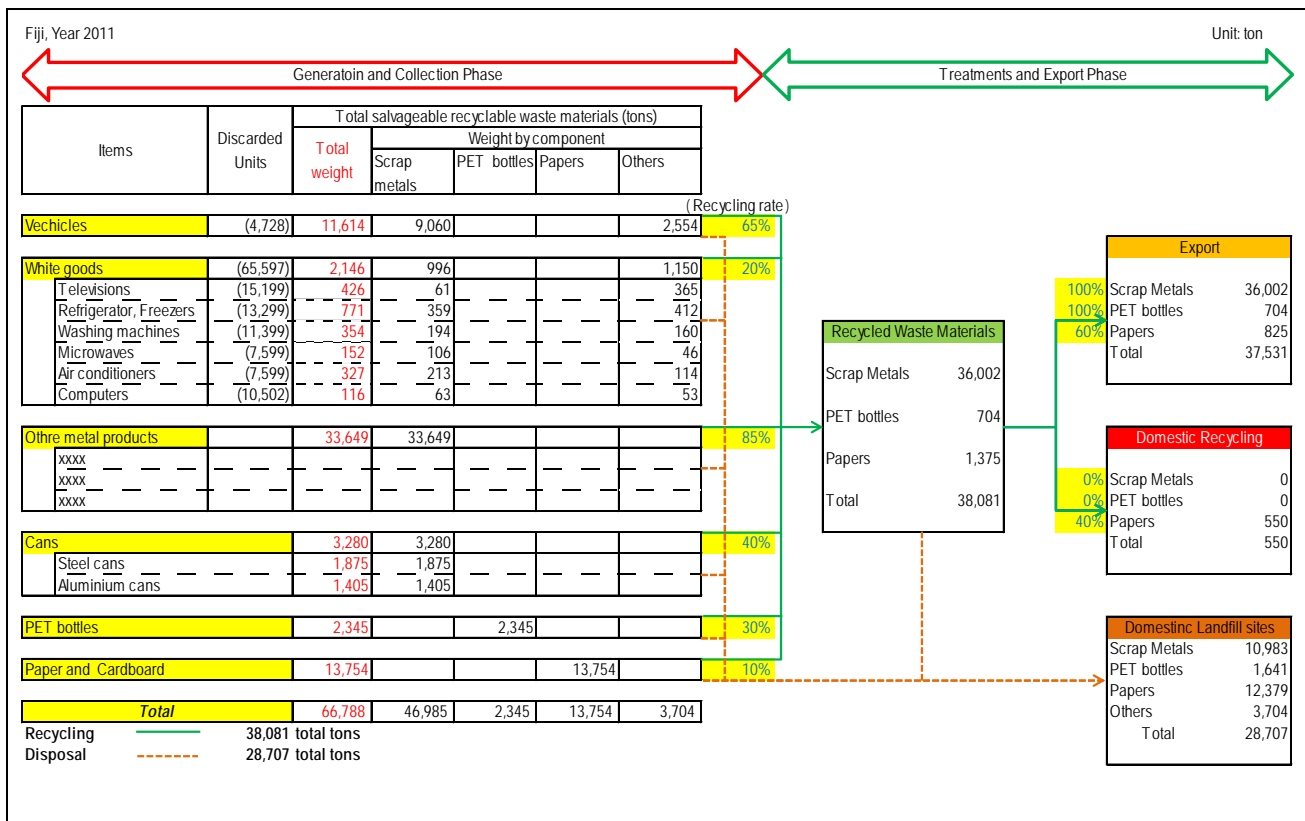 Fiji, Year 2011 Unit: ton
Generatoin and Collection Phase Treatments and Export Phase
Items Discarded Units Total salvageable recyclable waste materials (tons)
Total weight Weight by component
Scrap metals PET bottles Papers Others
(Recycling rate)
Vechicles (4,728) 11,614 9,060 2,554 65%
White goods (65,597) 2,146 996 1,150 20%
Televisions (15,199) 426 61 365
Refrigerator, Freezers (13,299) 771 359 412
Washing machines (11,399) 354 194 160
Microwaves (7,599) 152 106 46
Air conditioners (7,599) 327 213 114
Computers (10,502) 116 63 53
Othre metal products 33,649 33,649 85%
xxxx
xxxx
xxxx
Cans 3,280 3,280 40%
Steel cans 1,875 1,875
Aluminium cans 1,405 1,405
PET bottles 2,345 2,345 30%
Paper and Cardboard 13,754 13,754 10%
Total 66,788 46,985 2,345 13,754 3,704
Recycling 38,081 total tons
Disposal 28,707 total tons
Recycled Waste Materials
Scrap Metals 36,002
PET bottles 704
Papers 1,375
Total 38,081
Export
100% Scrap Metals 36,002
100% PET bottles 704
60% Papers 825
Total 37,531
Domestic Recycling
0% Scrap Metals 0
0% PET bottles 0
40% Papers 550
Total 550
Domestinc Landfill sites
Scrap Metals 10,983
PET bottles 1,641
Papers 12,379
Others 3,704
Total 28,707